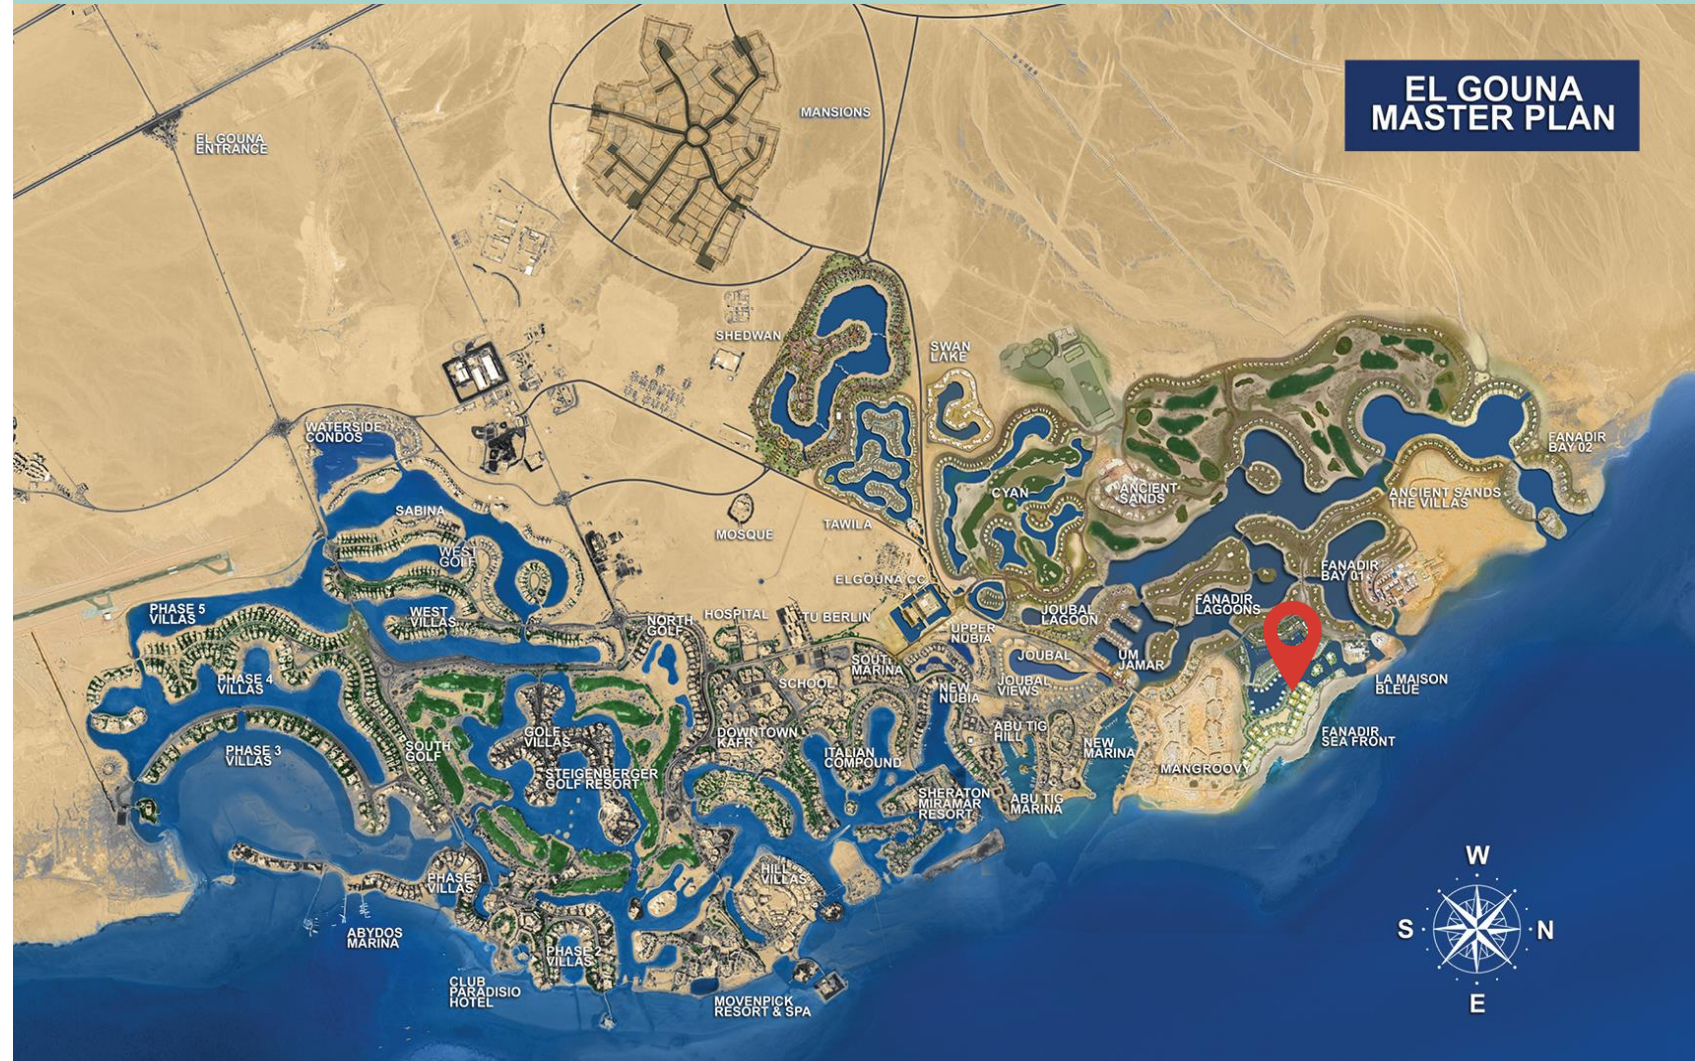 EL GOUNA
MASTER PLAN
MANSIONS
EL GOUNA
ENTRANCE
SHEDWAN
SWAN
LAKE
WATERSIDE
CONDOS
FANADIR
BAY 02
CYAN
ANCIENT
SANDS
ANCIENT SANDS
THE VILLAS
SABINA
MOSQUE
TAWILA
WEST
GOLF
ELGOUNA CC
FANADIR
BAY 01
PHASE 5
VILLAS
WEST
VILLAS
NORTH
GOLF
HOSPITAL
TU BERLIN
UPPER
NUBIA
JOUBAL
LAGOON
FANADIR
LAGOONS
SOUTH
MARINA
JOUBAL
UM
JAMAR
PHASE 4
VILLAS
SCHOOL
NEW
NUBIA
JOUBAL
VIEWS
LA MAISON
BLEUE
PHASE 3
VILLAS
SOUTH
GOLF
GOLF
VILLAS
DOWNTOWN
KAFR
ITALIAN
COMPOUND
ABU TIG
HILL
NEW
MARINA
FANADIR
SEA FRONT
STEIGENBERGER
GOLF RESORT
MANGROOVY
SHERATON
MIRAMAR
RESORT
ABU TIG
MARINA
PHASE 1
VILLAS
HILL
VILLAS
ABYDOS
MARINA
PHASE 2
VILLAS
CLUB
PARADISIO
HOTEL
MOVENPICK
RESORT & SPA
W
S N
E